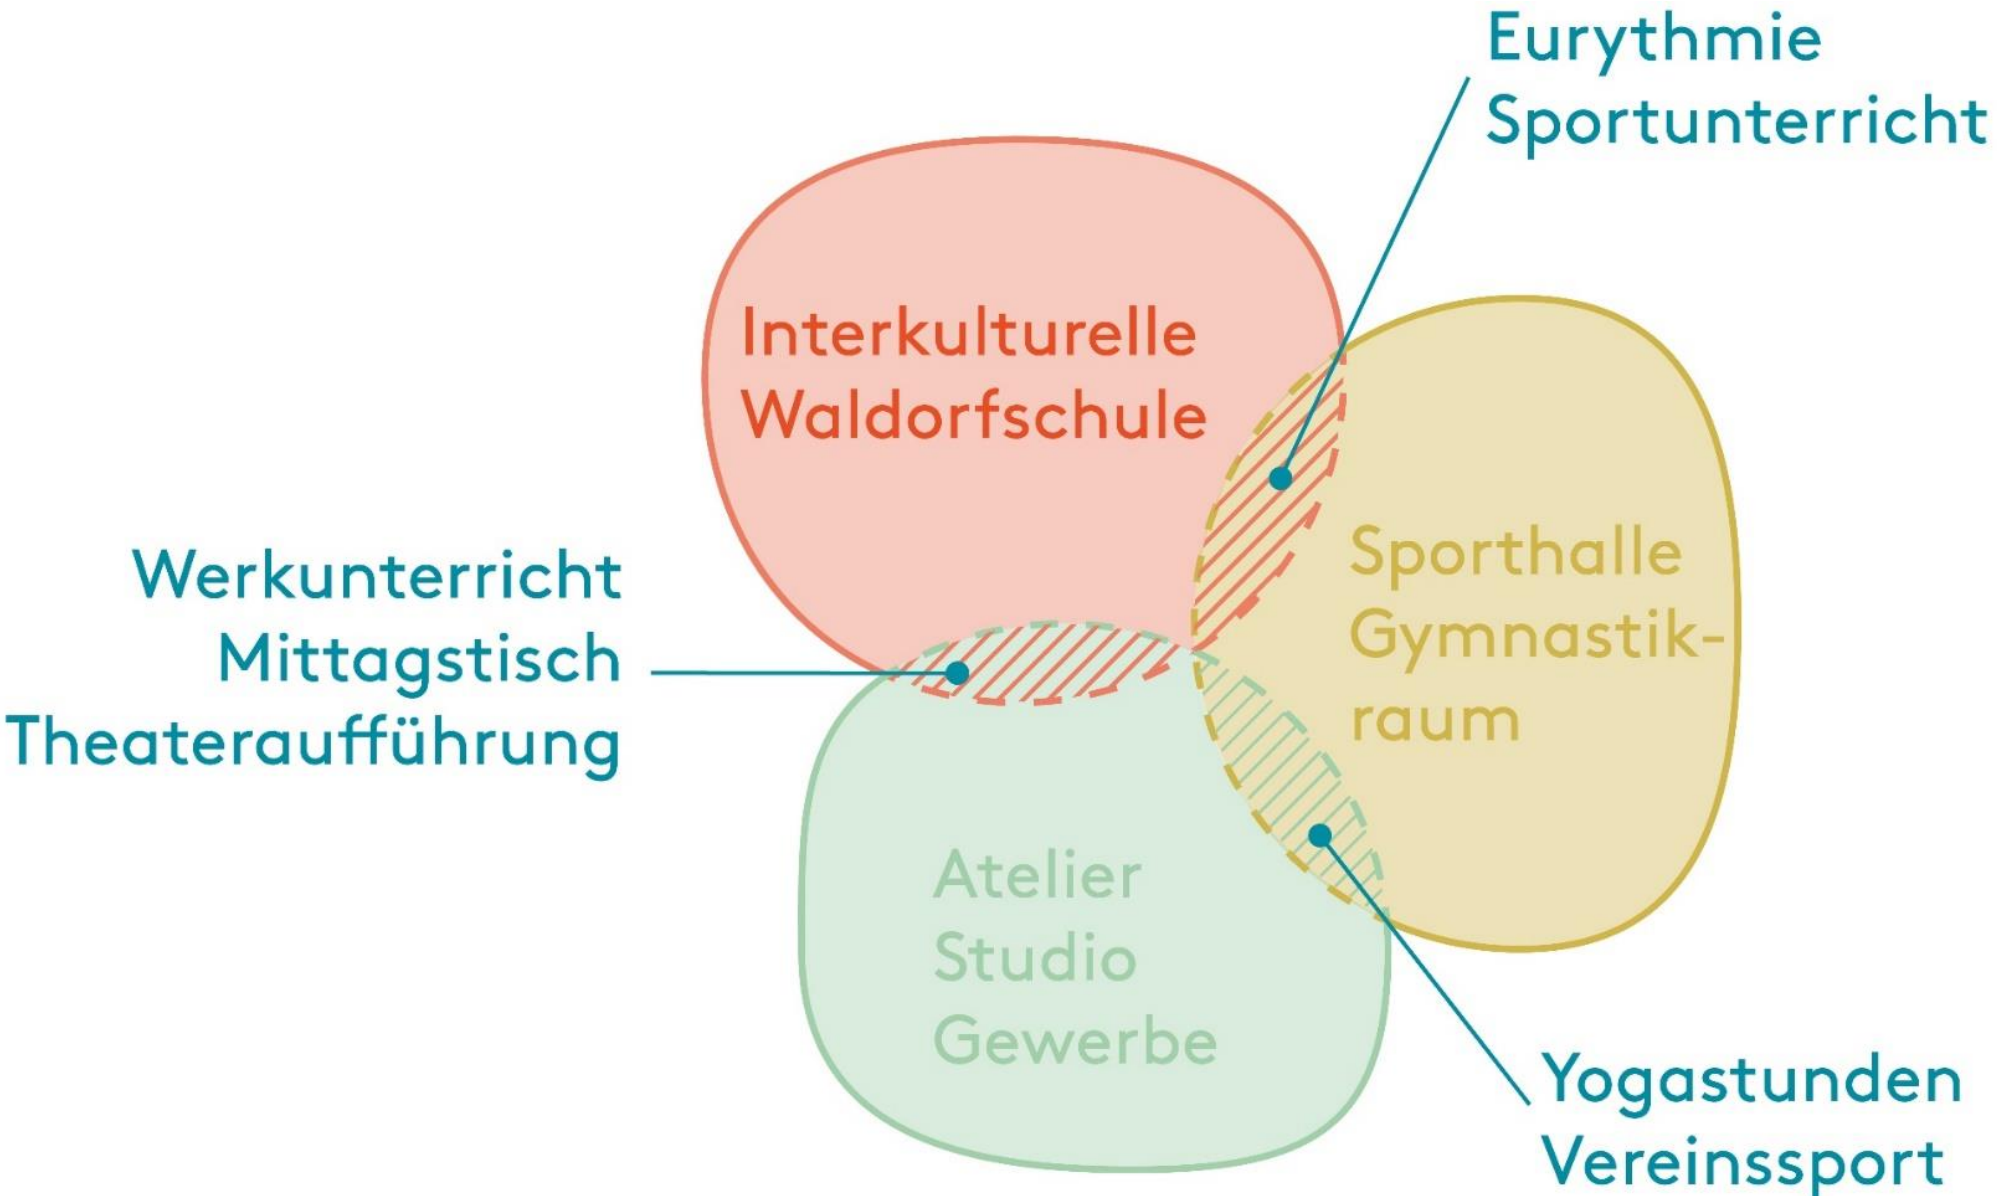 Eurythmie
Sportunterricht
Interkulturelle
Waldorfschule
Sporthalle
Gymnastik-
raum
Werkunterricht
Mittagstisch
Theateraufführung
Atelier
Studio
Gewerbe
Yogastunden
Vereinssport